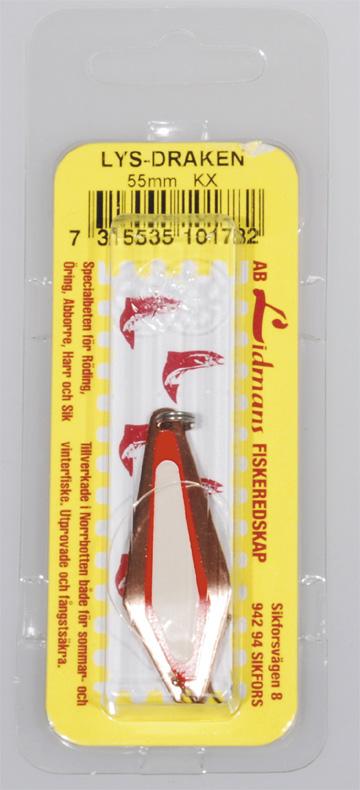 LYS-DRAKEN
55mm KX
7 315535 101732
AB Lidmans FISKEREDSKAP
Sikforsvägen 8
942 94 SIKFORS
Specialbeten för Röding,
Öring, Abborre, Harr och Sik
Tillverkade i Norrbotten både för sommar- och
vinterfiske. Utprovade och fångstsäkra.